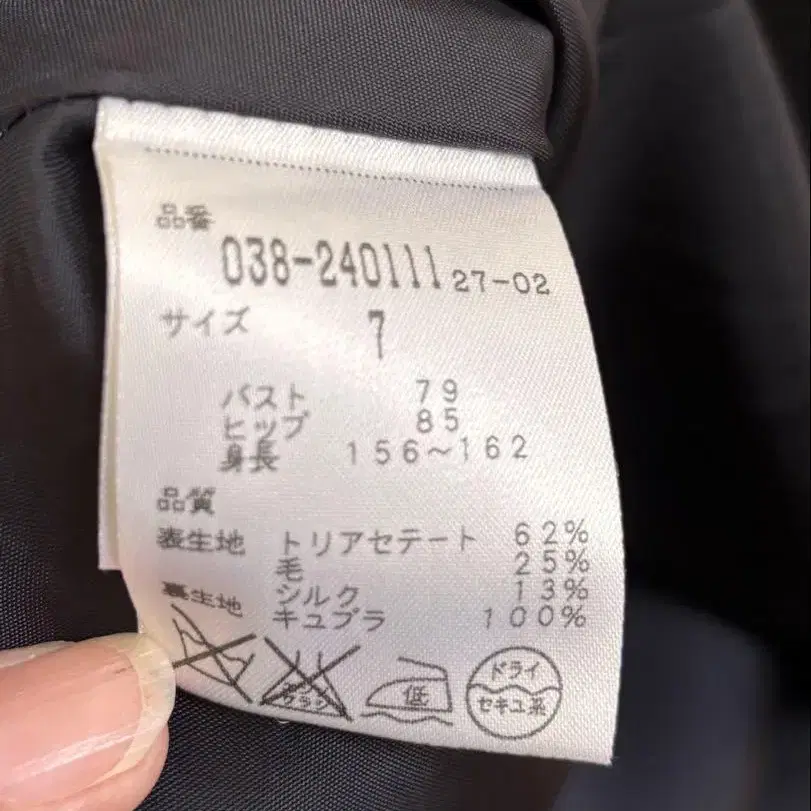 品番
038-240111 27-02
サイズ 7
バスト 79
ヒップ 85
身長 156〜162
品質
表生地 トリアセテート 62%
毛 25%
シルク 13%
裏生地 キュプラ 100%
低
ドライ
セキユ系